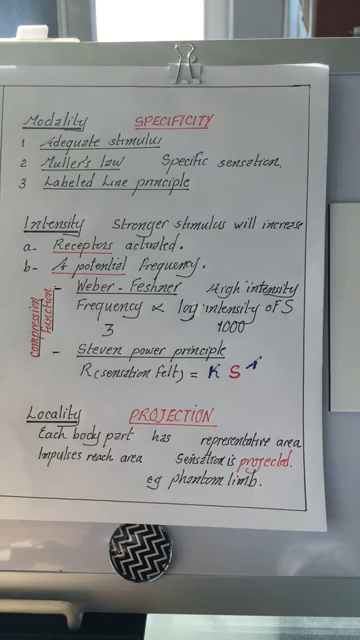 Modality SPECIFICITY
1 Adequate stimulus
2 Muller's law Specific sensation.
3 Labeled Line principle
Intensity Stronger stimulus will increase
a- Receptors actuated.
b- A potential Frequency.
- Weber-Feshner High intensity
Frequency ∝ log intensity of S
3 1000
compression function
- Steven power principle
R (sensation felt) = K S
Locality PROJECTION
Each body part has representative area
Impulses reach area Sensation is projected.
eg phantom limb.